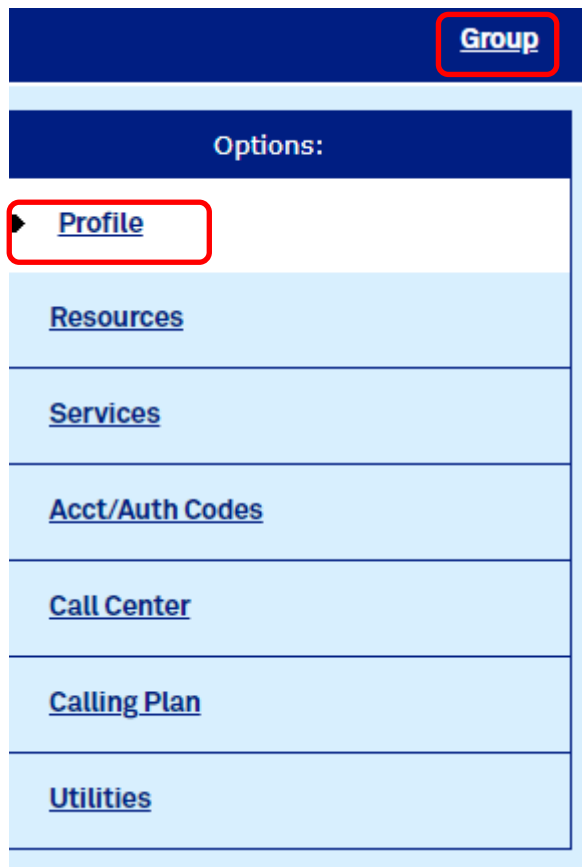 Group
Options:
Profile
Resources
Services
Acct/Auth Codes
Call Center
Calling Plan
Utilities